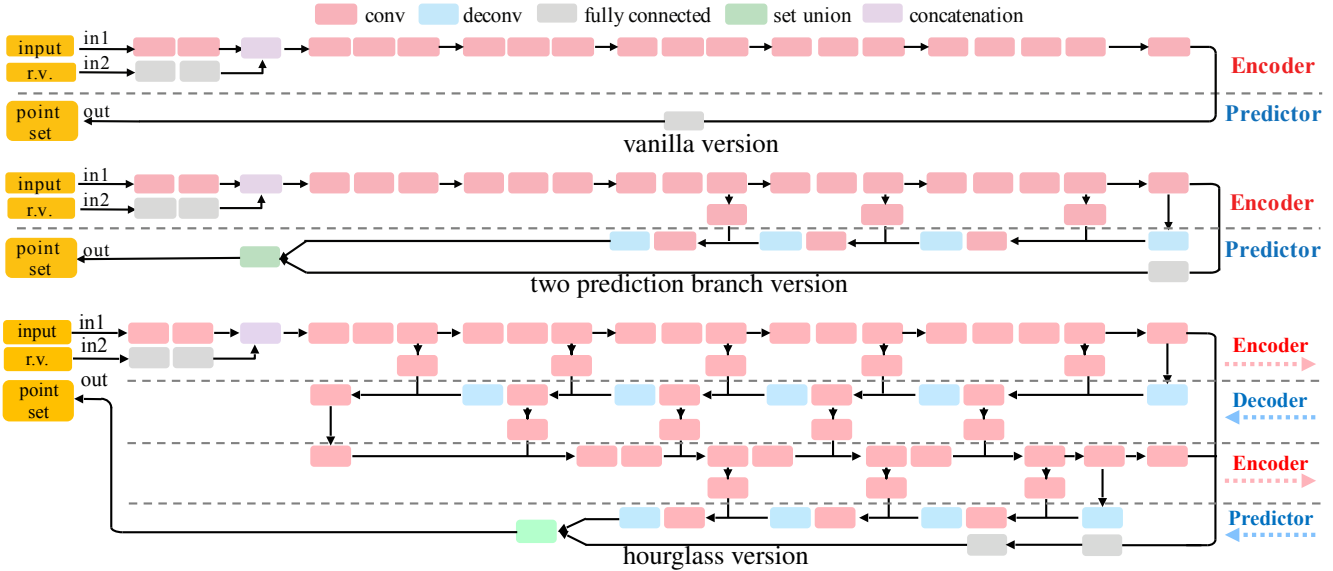 conv deconv fully connected set union concatenation
input in1
r.v. in2
Encoder
point set out
Predictor
vanilla version
input in1
r.v. in2
Encoder
point set out
Predictor
two prediction branch version
input in1
r.v. in2
Encoder
point set out
Decoder
Encoder
Predictor
hourglass version